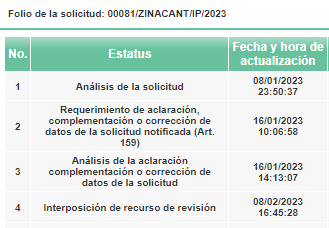 Folio de la solicitud: 00081/ZINACANT/IP/2023
No. Estatus Fecha y hora de
actualización
1 Análisis de la solicitud 08/01/2023
23:50:37
2 Requerimiento de aclaración,
complementación o corrección de
datos de la solicitud notificada (Art.
159) 16/01/2023
10:06:58
3 Análisis de la aclaración
complementación o corrección de
datos de la solicitud 16/01/2023
14:13:07
4 Interposición de recurso de revisión 08/02/2023
16:45:28